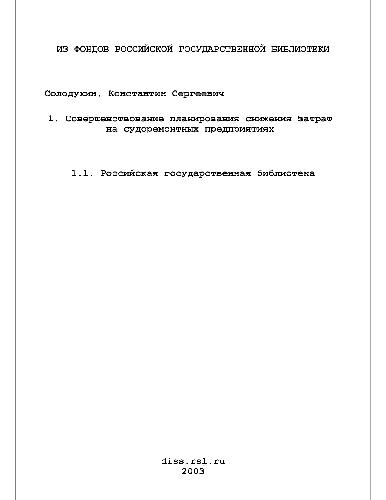 ИЗ ФОНДОВ РОССИЙСКОЙ ГОСУДАРСТВЕННОЙ БИБЛИОТЕКИ
Солодухин, Константин Сергеевич
1. Совершенствование планирования снижения затрат
на судоремонтных предприятиях
1.1. Российская государственная библиотека
diss.rsl.ru
2003